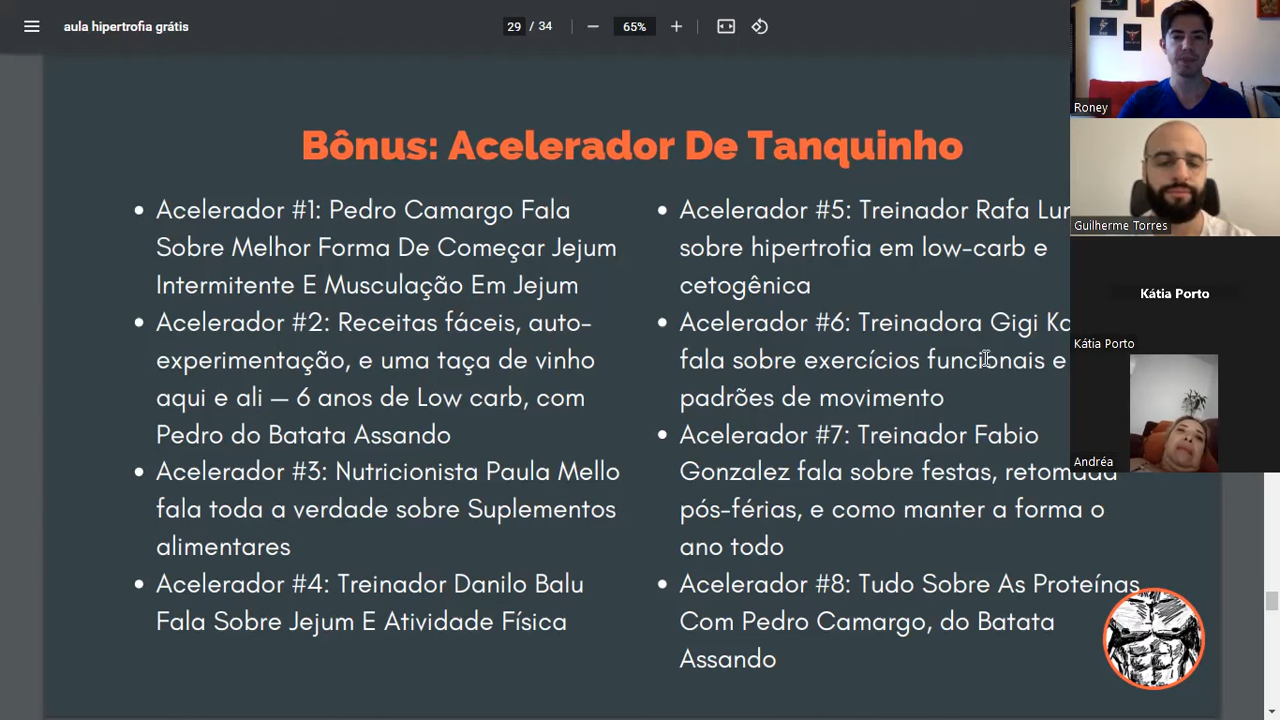 aula hipertrofia grátis
29 / 34
65%
Bônus: Acelerador De Tanquinho
Acelerador #1: Pedro Camargo Fala
Sobre Melhor Forma De Começar Jejum
Intermitente E Musculação Em Jejum
Acelerador #2: Receitas fáceis, auto-
experimentação, e uma taça de vinho
aqui e ali — 6 anos de Low carb, com
Pedro do Batata Assando
Acelerador #3: Nutricionista Paula Mello
fala toda a verdade sobre Suplementos
alimentares
Acelerador #4: Treinador Danilo Balu
Fala Sobre Jejum E Atividade Física
Acelerador #5: Treinador Rafa
sobre hipertrofia em low-carb e
cetogênica
Acelerador #6: Treinadora Gigi
fala sobre exercícios funcionais e
padrões de movimento
Acelerador #7: Treinador Fabio
Gonzalez fala sobre festas, retomada
pós-férias, e como manter a forma o
ano todo
Acelerador #8: Tudo Sobre As Proteínas
Com Pedro Camargo, do Batata
Assando
Roney
Guilherme Torres
Kátia Porto
Kátia Porto
Andréa